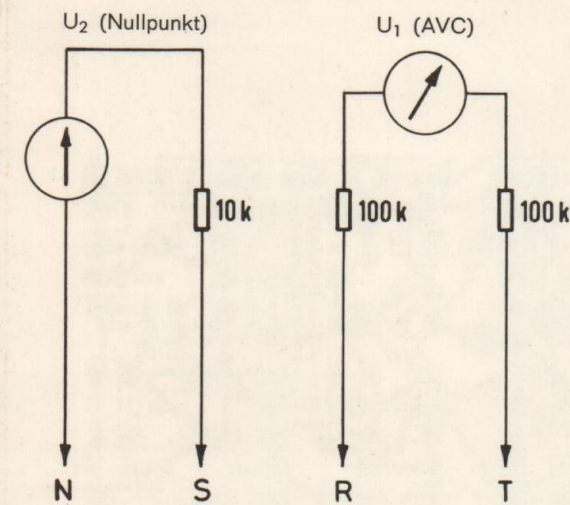 U₂ (Nullpunkt)
U₁ (AVC)
10k
100k
100k
N
S
R
T